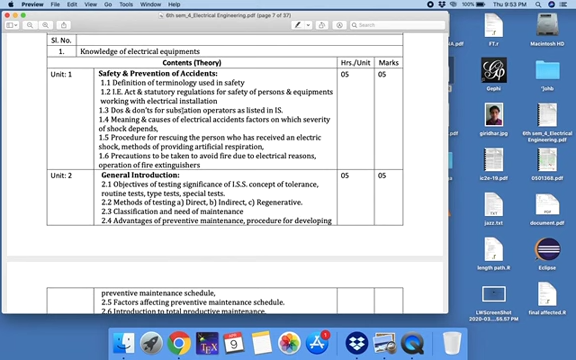 Preview File Edit View Go Tools Window Help
100%
Thu 9:53 PM
6th sem_4_Electrical Engineering.pdf (page 7 of 37)
Search
Sl. No.
1. Knowledge of electrical equipments
Contents (Theory) Hrs./Unit Marks
Unit: 1 Safety & Prevention of Accidents: 05 05
1.1 Definition of terminology used in safety
1.2 I.E. Act & statutory regulations for safety of persons & equipments
working with electrical installation
1.3 Dos & don'ts for substation operators as listed in IS.
1.4 Meaning & causes of electrical accidents factors on which severity
of shock depends,
1.5 Procedure for rescuing the person who has received an electric
shock, methods of providing artificial respiration,
1.6 Precautions to be taken to avoid fire due to electrical reasons,
operation of fire extinguishers
Unit: 2 General Introduction: 05 05
2.1 Objectives of testing significance of I.S.S. concept of tolerance,
routine tests, type tests, special tests.
2.2 Methods of testing a) Direct, b) Indirect, c) Regenerative.
2.3 Classification and need of maintenance
2.4 Advantages of preventive maintenance, procedure for developing
preventive maintenance schedule,
2.5 Factors affecting preventive maintenance schedule.
2.6 Introduction to total productive maintenance.
FT.r
Macintosh HD
Gephi
giridhar.jpg
6th sem_4_Electrical
Engineering.pdf
ic2e-19.pdf
0501368.pdf
jazz.txt
length path.R
Eclipse
LWScreenShot
2020-03...55.57 PM
final affected.R
TEX
APR
9